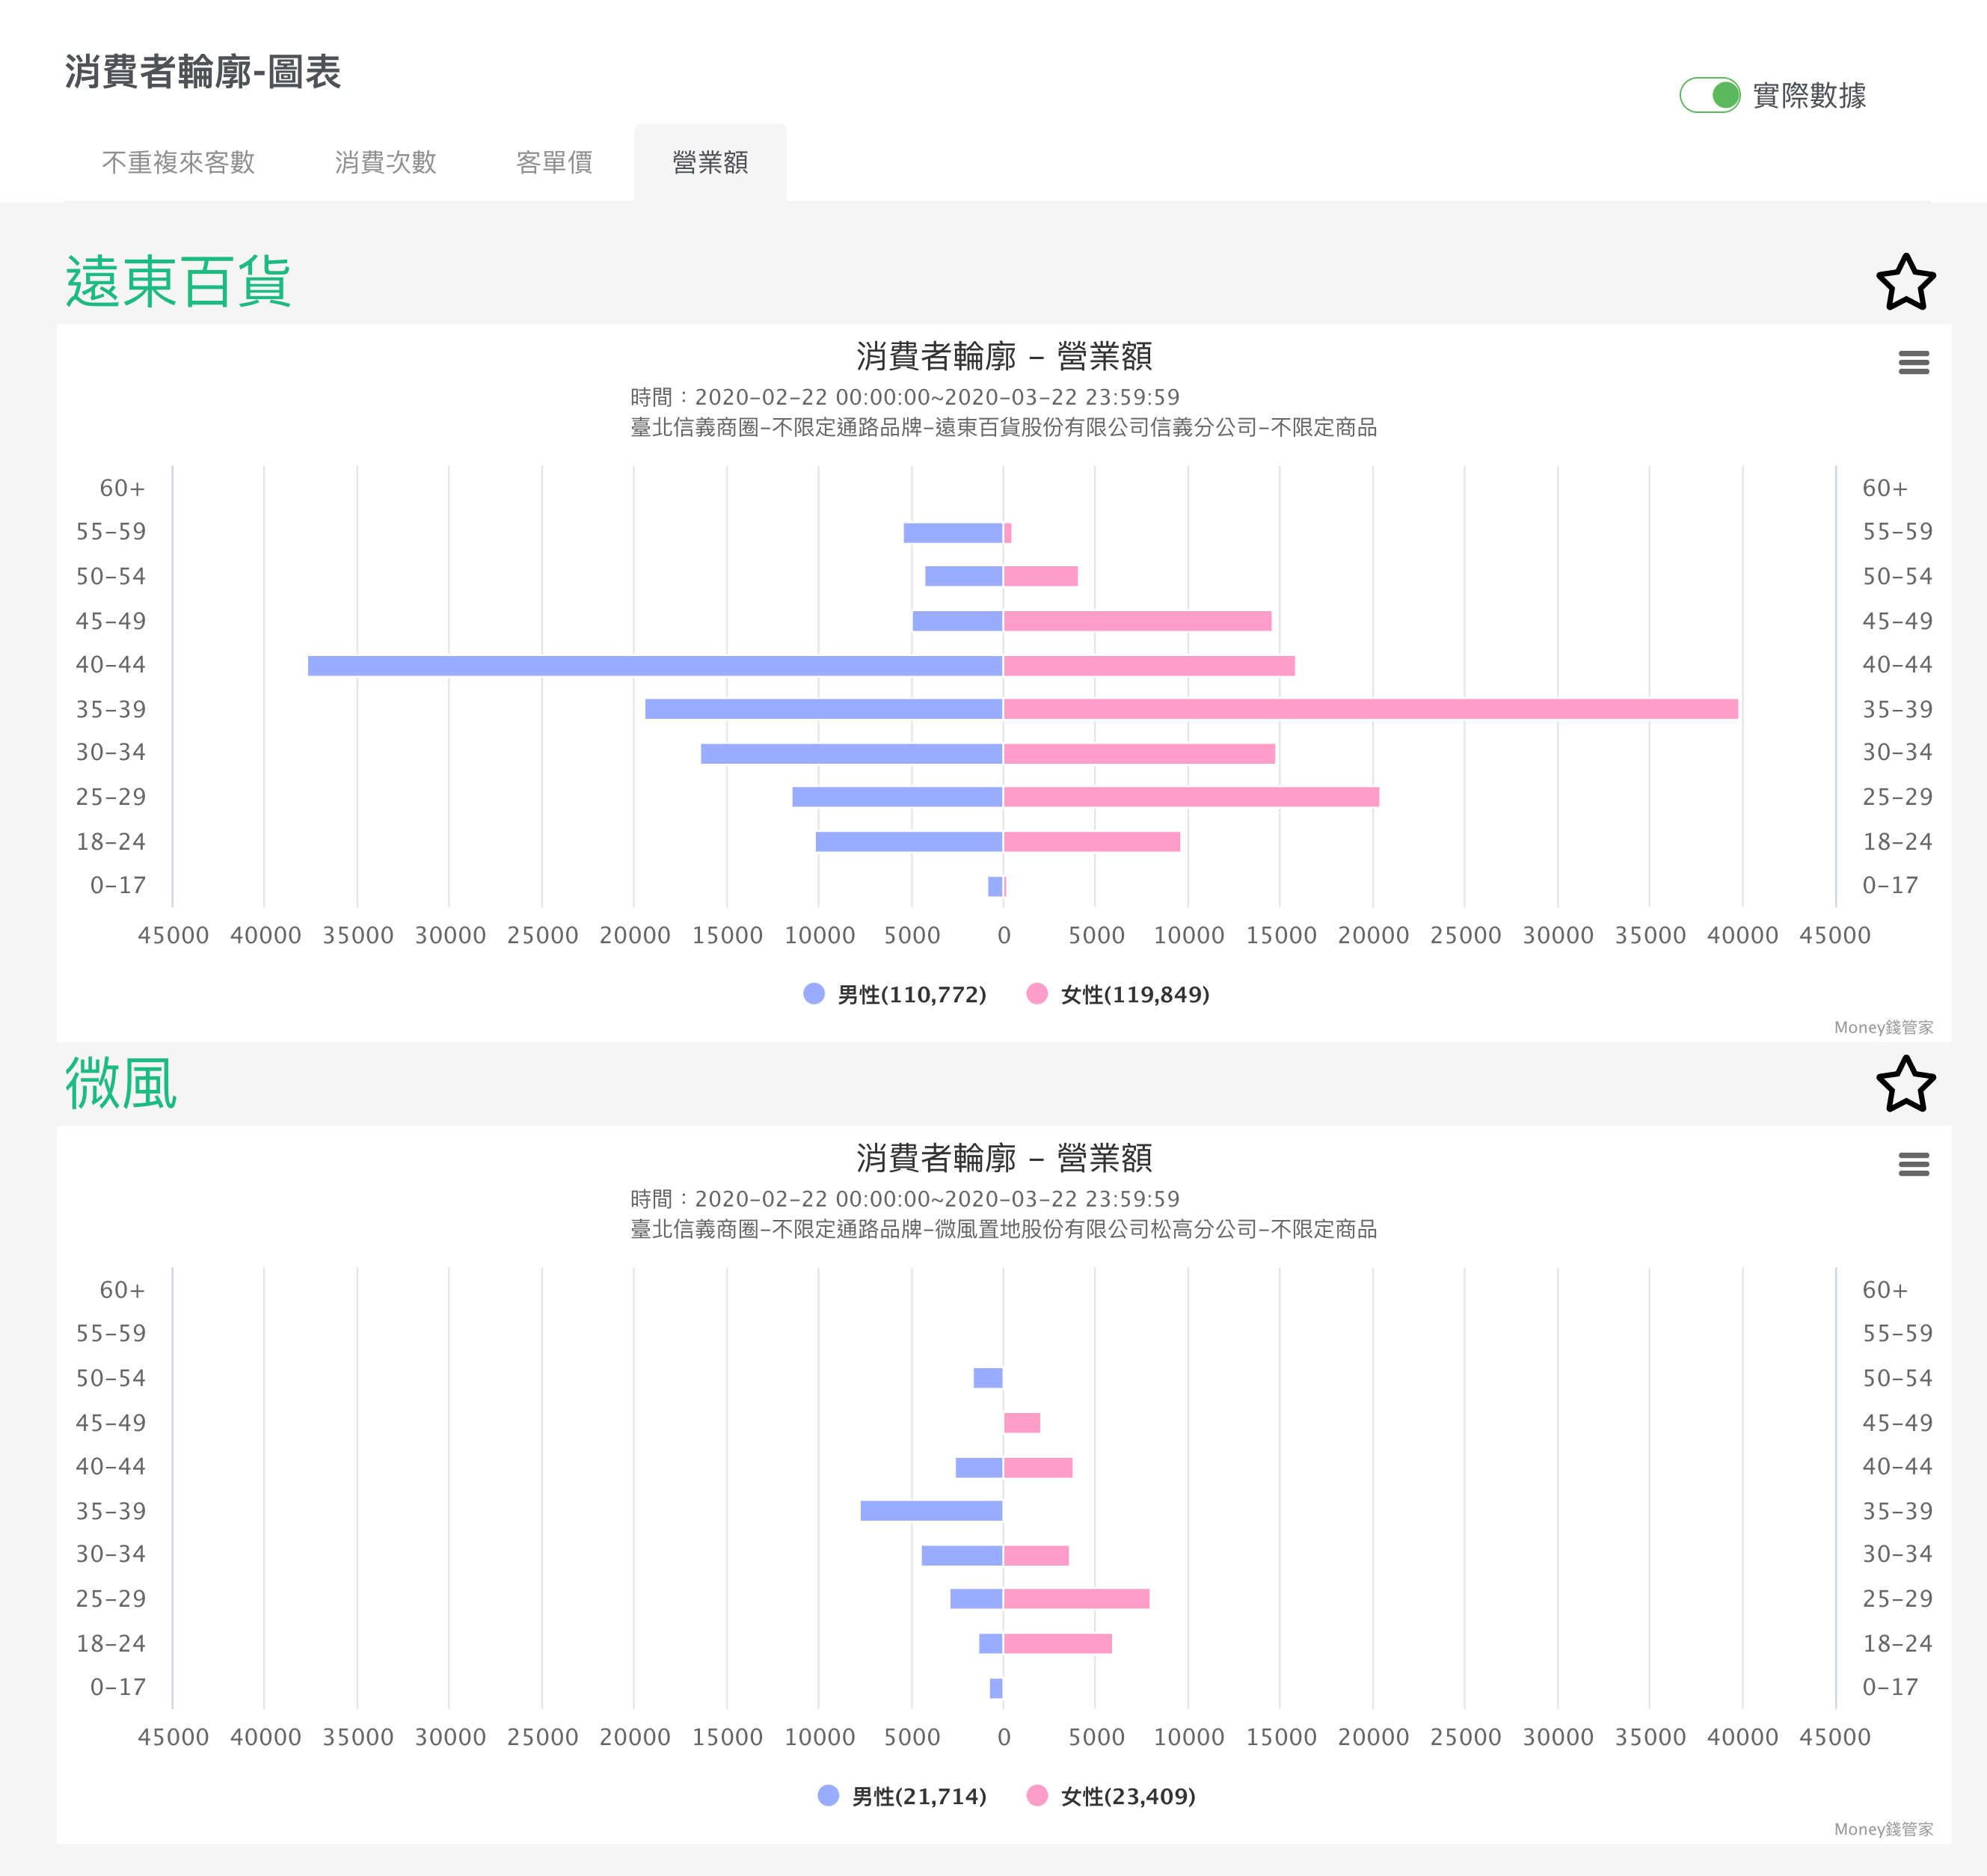 消費者輪廓-圖表
實際數據
不重複來客數 消費次數 客單價 營業額
遠東百貨
消費者輪廓 – 營業額
時間：2020–02–22 00:00:00~2020–03–22 23:59:59
臺北信義商圈–不限定通路品牌–遠東百貨股份有限公司信義分公司–不限定商品
60+ 60+
55–59 55–59
50–54 50–54
45–49 45–49
40–44 40–44
35–39 35–39
30–34 30–34
25–29 25–29
18–24 18–24
0–17 0–17
45000 40000 35000 30000 25000 20000 15000 10000 5000 0 5000 10000 15000 20000 25000 30000 35000 40000 45000
男性(110,772) 女性(119,849)
Money錢管家
微風
消費者輪廓 – 營業額
時間：2020–02–22 00:00:00~2020–03–22 23:59:59
臺北信義商圈–不限定通路品牌–微風置地股份有限公司松高分公司–不限定商品
60+ 60+
55–59 55–59
50–54 50–54
45–49 45–49
40–44 40–44
35–39 35–39
30–34 30–34
25–29 25–29
18–24 18–24
0–17 0–17
45000 40000 35000 30000 25000 20000 15000 10000 5000 0 5000 10000 15000 20000 25000 30000 35000 40000 45000
男性(21,714) 女性(23,409)
Money錢管家